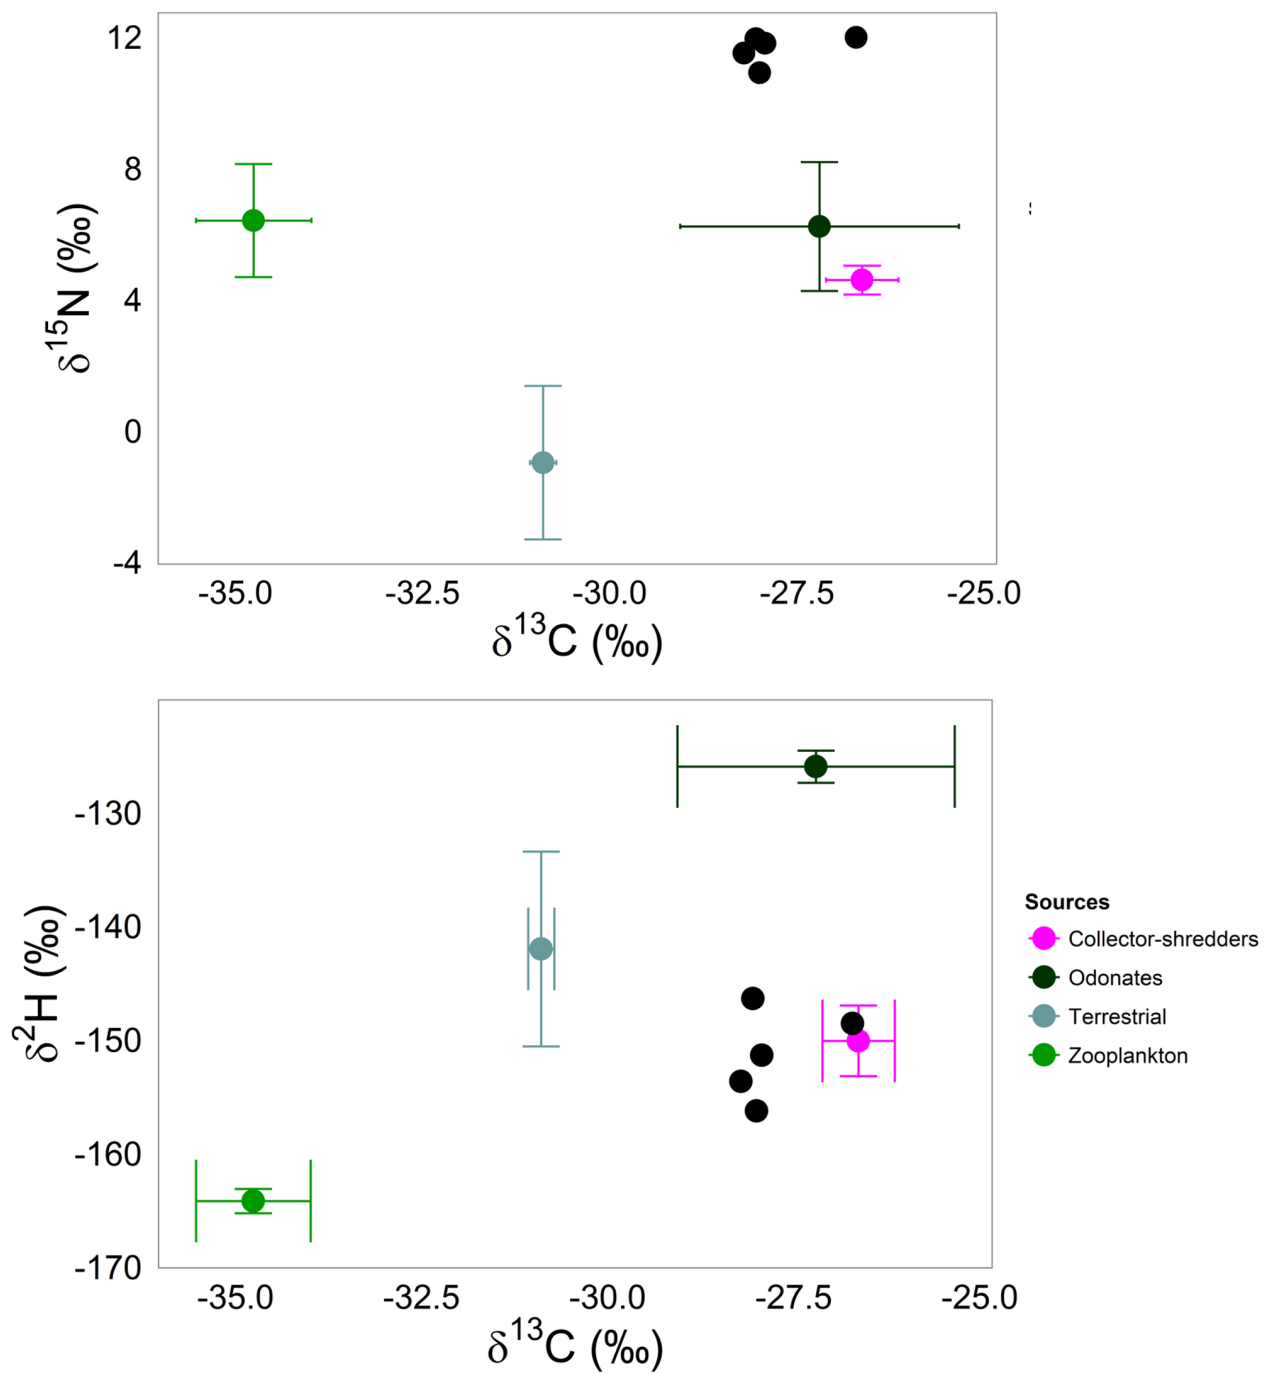 12
8
4
0
-4
δ15N (‰)
-35.0 -32.5 -30.0 -27.5 -25.0
δ13C (‰)
-130
-140
-150
-160
-170
δ2H (‰)
-35.0 -32.5 -30.0 -27.5 -25.0
δ13C (‰)
Sources
Collector-shredders
Odonates
Terrestrial
Zooplankton